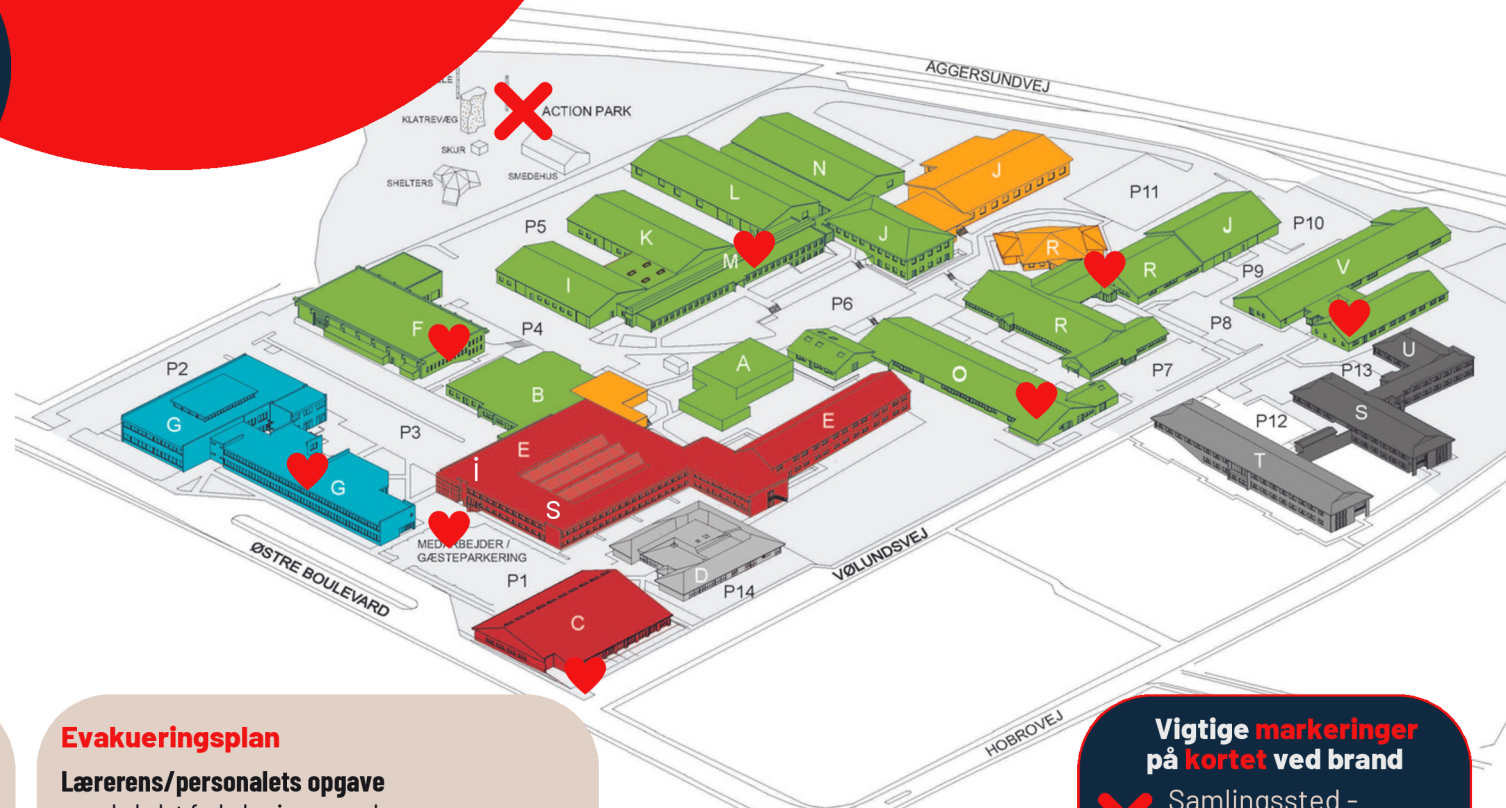 AGGERSUNDVEJ
KLATREVÆG
ACTION PARK
SKUR
SMEDEHUS
SHELTERS
N
L
J
P11
P5
K
J
J
P10
M
R
R
V
I
P9
P6
F
P4
R
P8
P2
A
U
O
P7
P13
B
S
G
P3
E
E
P12
i
T
G
S
MEDARBEJDER /
GÆSTEPARKERING
ØSTRE BOULEVARD
VØLUNDSVEJ
P1
D
P14
C
HOBROVEJ
Evakueringsplan
Lærerens/personalets opgave
Vigtige markeringer
på kortet ved brand
Samlingssted -